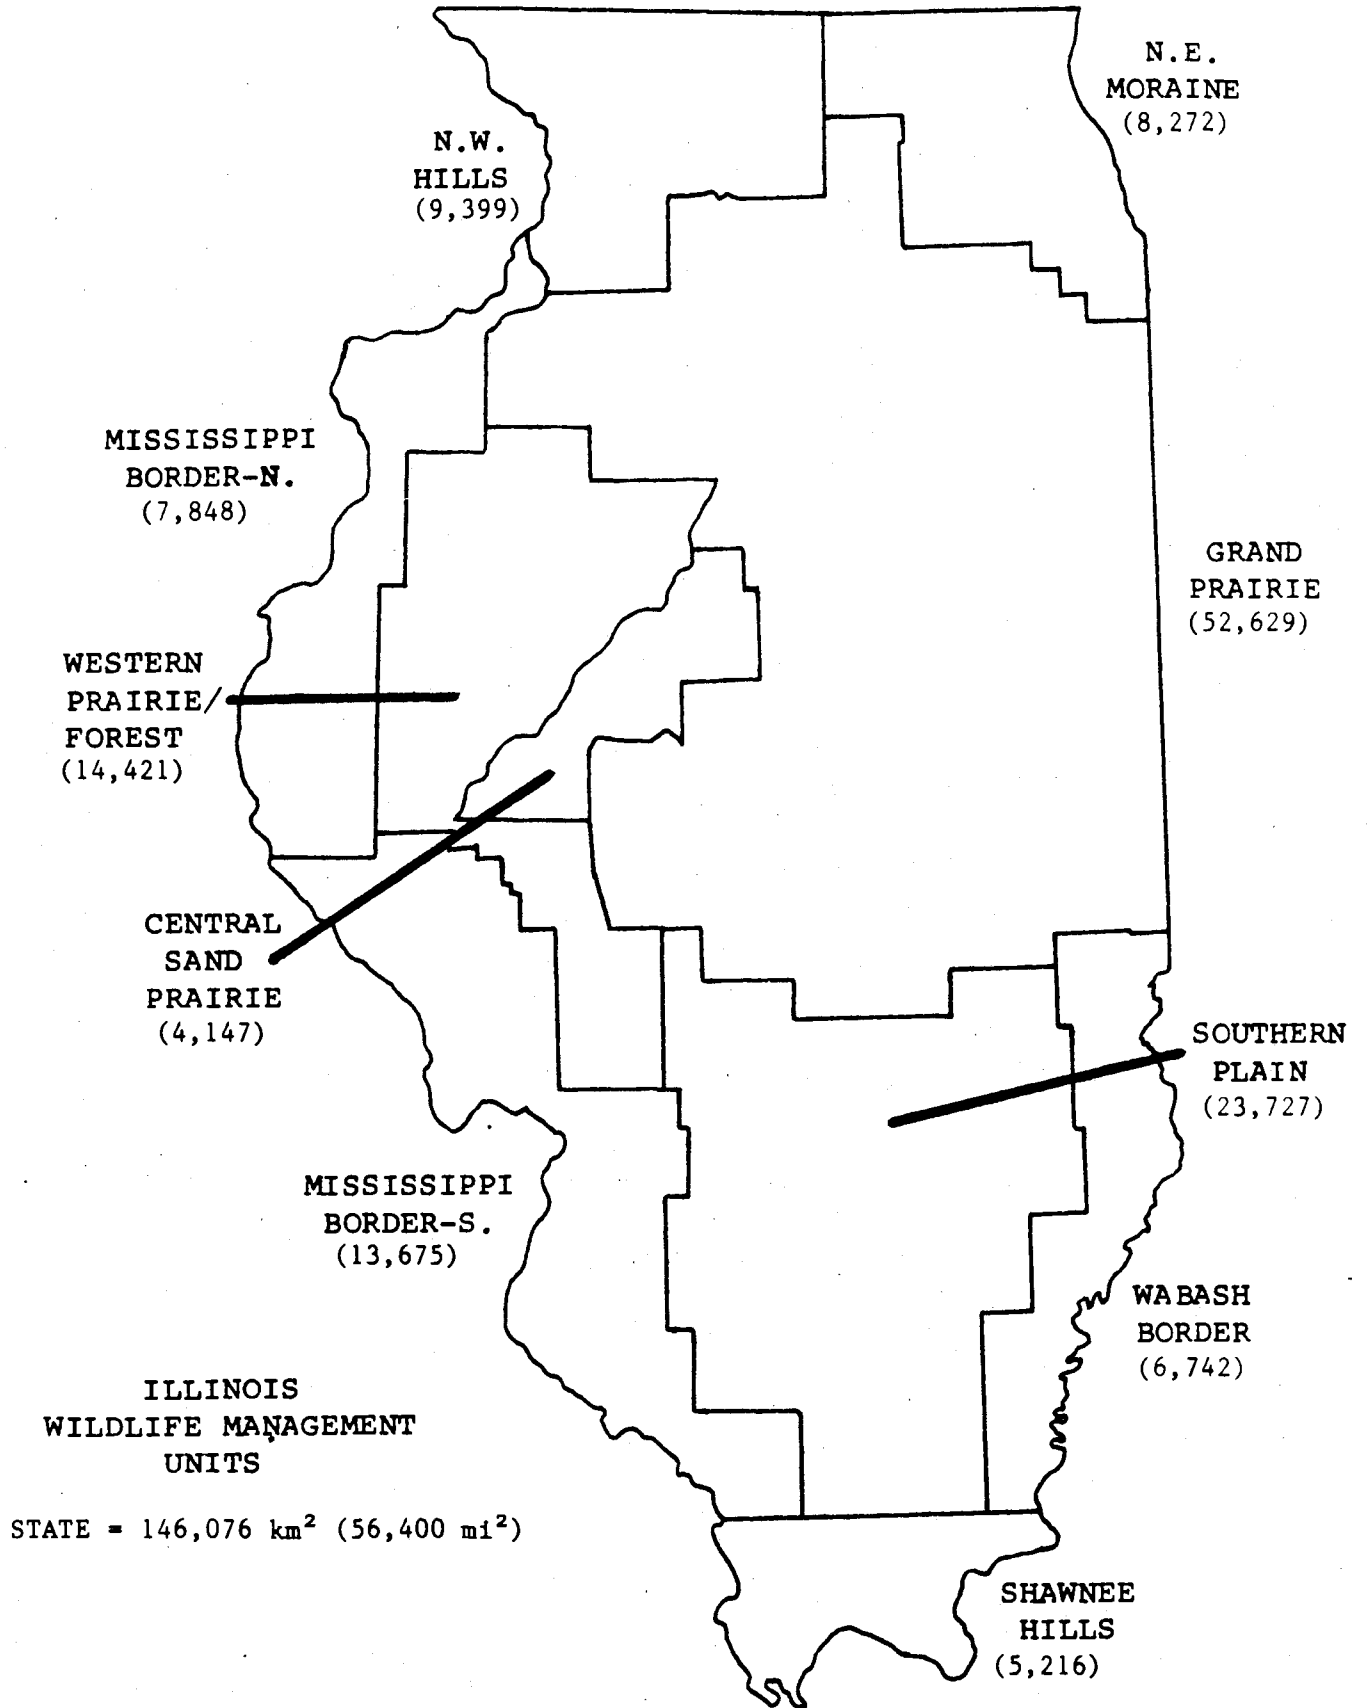 N.E.
MORAINE
(8,272)
N.W.
HILLS
(9,399)
MISSISSIPPI
BORDER-N.
(7,848)
GRAND
PRAIRIE
(52,629)
WESTERN
PRAIRIE/
FOREST
(14,421)
CENTRAL
SAND
PRAIRIE
(4,147)
SOUTHERN
PLAIN
(23,727)
MISSISSIPPI
BORDER-S.
(13,675)
WABASH
BORDER
(6,742)
ILLINOIS
WILDLIFE MANAGEMENT
UNITS
STATE = 146,076 km² (56,400 mi²)
SHAWNEE
HILLS
(5,216)